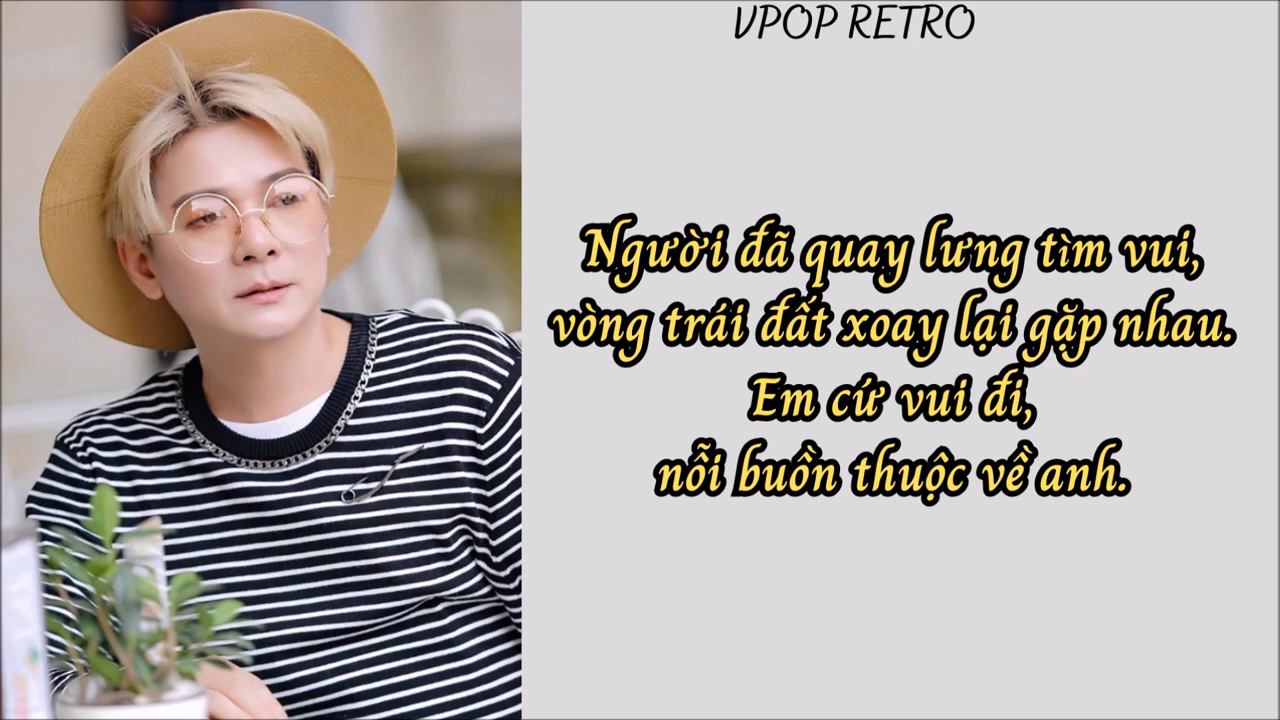 VPOP RETRO
Người đã quay lưng tìm vui,
vòng trái đất xoay lại gặp nhau.
Em cứ vui đi,
nỗi buồn thuộc về anh.